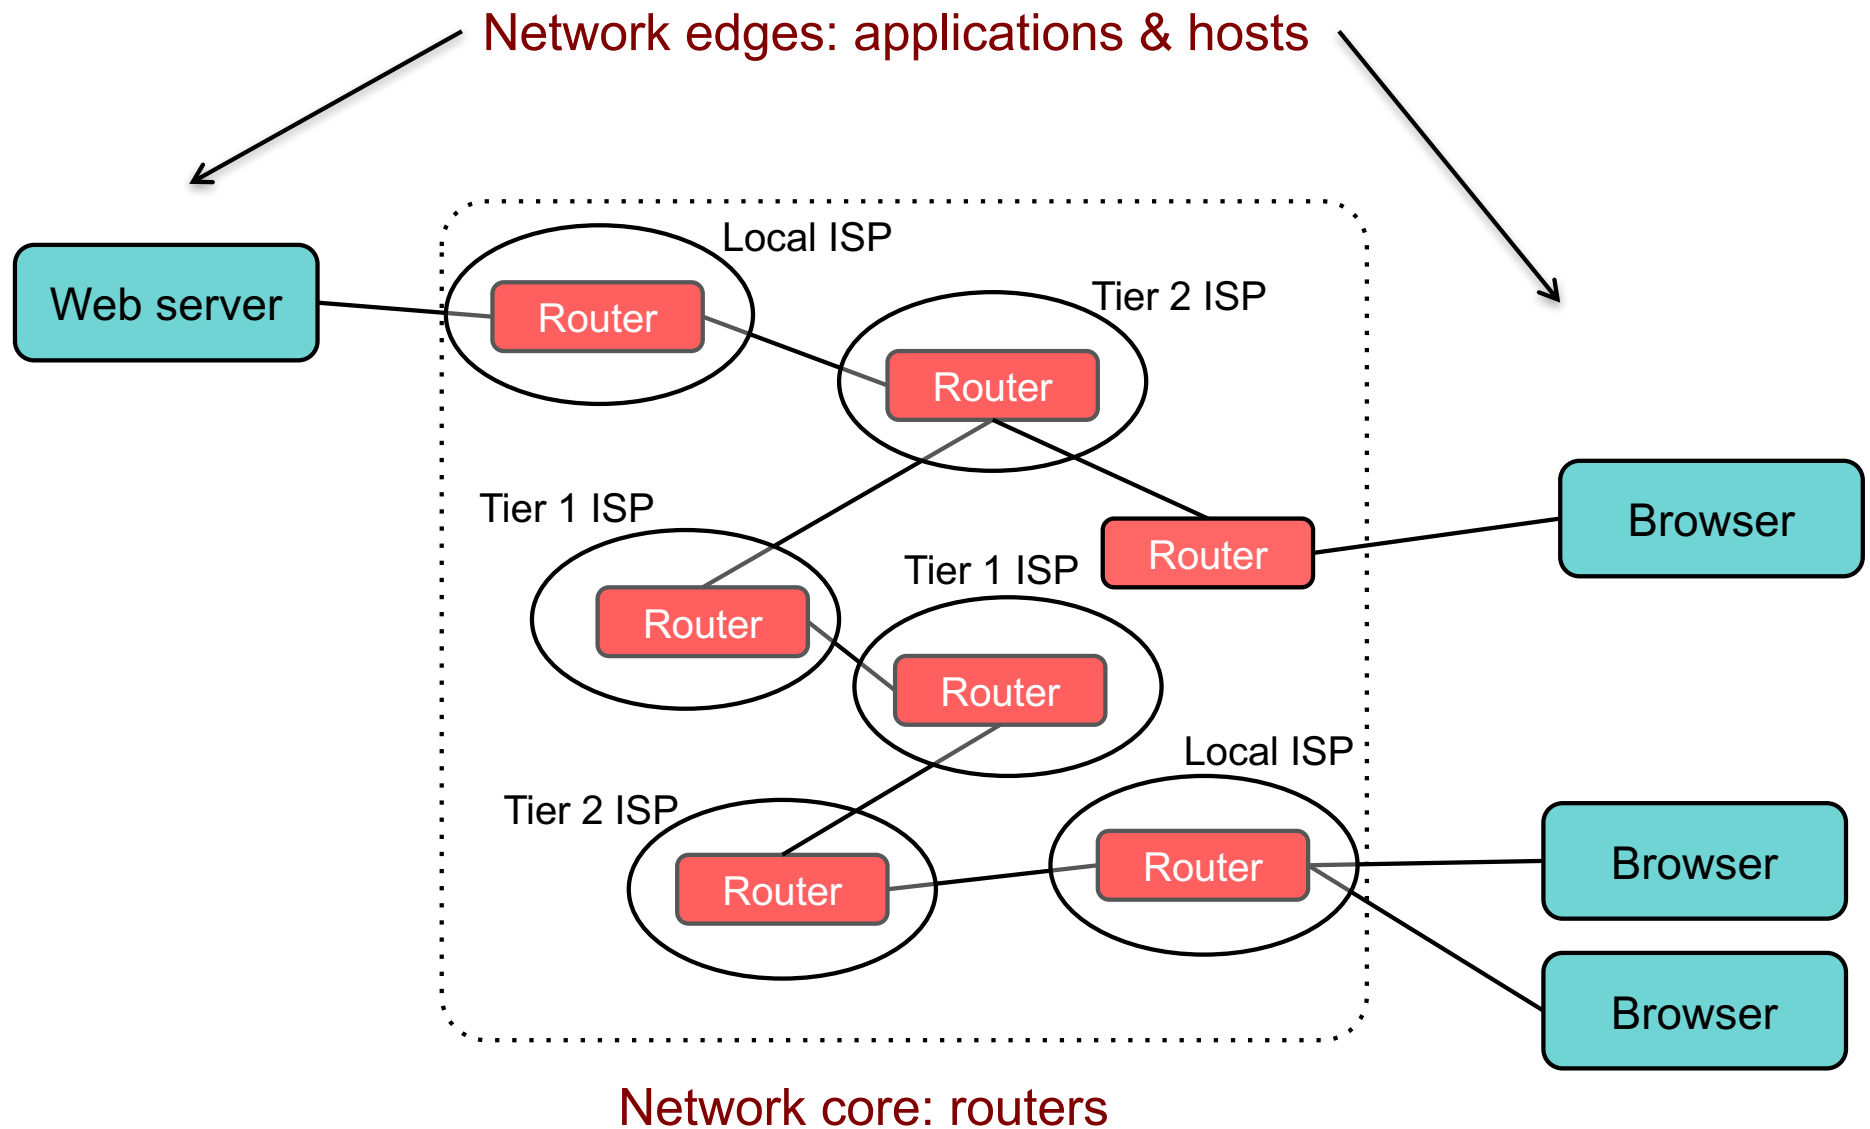 Network edges: applications & hosts
Local ISP
Web server
Router
Tier 2 ISP
Router
Tier 1 ISP
Browser
Router
Tier 1 ISP
Router
Router
Local ISP
Tier 2 ISP
Router
Router
Browser
Browser
Network core: routers